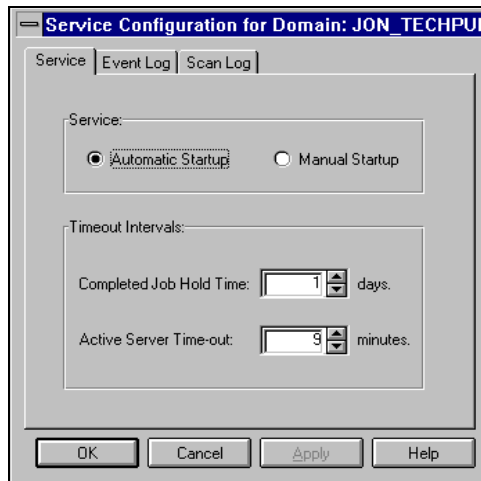 Service Configuration for Domain: JON_TECHPU
Service Event Log Scan Log
Service:
Automatic Startup Manual Startup
Timeout Intervals:
Completed Job Hold Time: 1 days.
Active Server Time-out: 9 minutes.
OK Cancel Apply Help